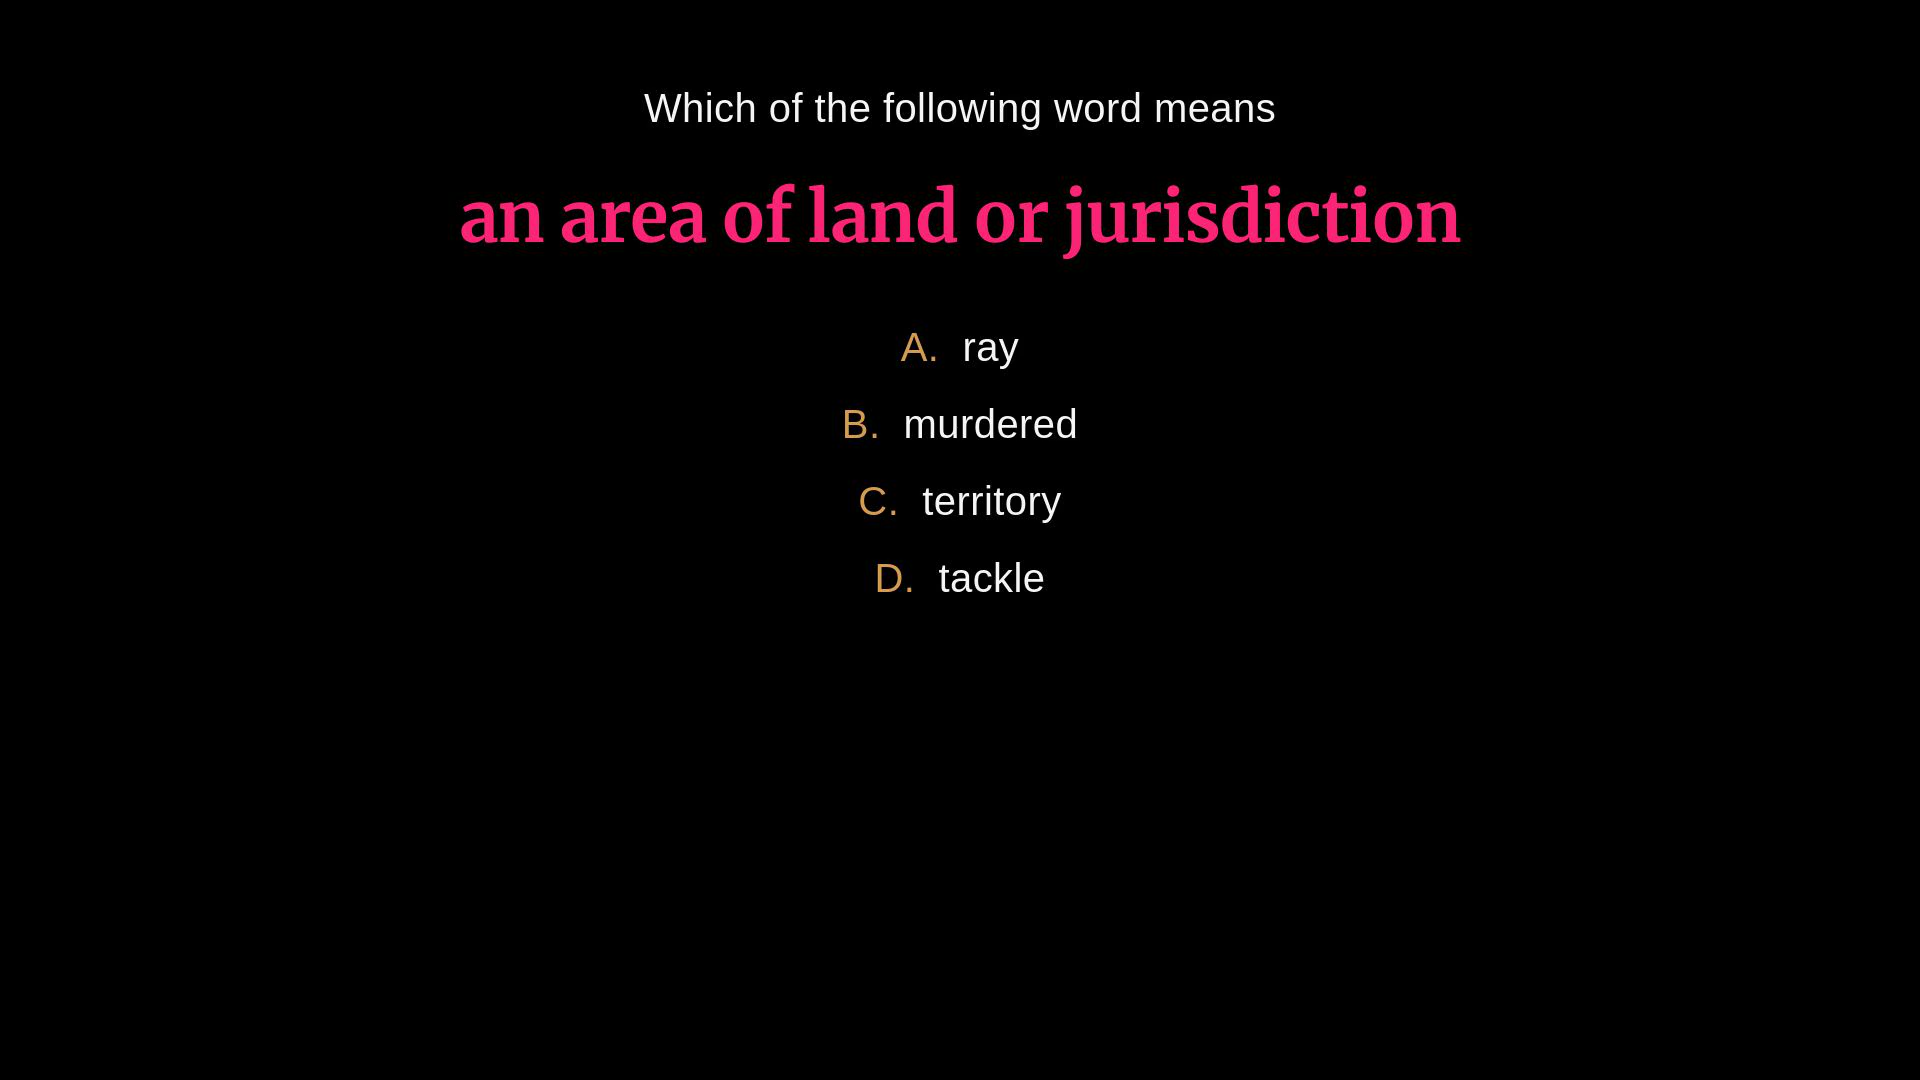 Which of the following word means
an area of land or jurisdiction
A. ray
B. murdered
C. territory
D. tackle